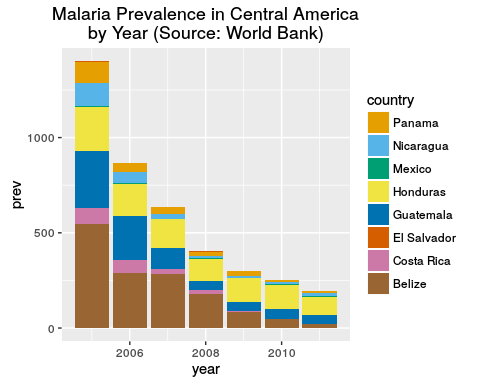 Malaria Prevalence in Central America
by Year (Source: World Bank)
prev
1000
500
0
2006
2008
2010
year
country
Panama
Nicaragua
Mexico
Honduras
Guatemala
El Salvador
Costa Rica
Belize